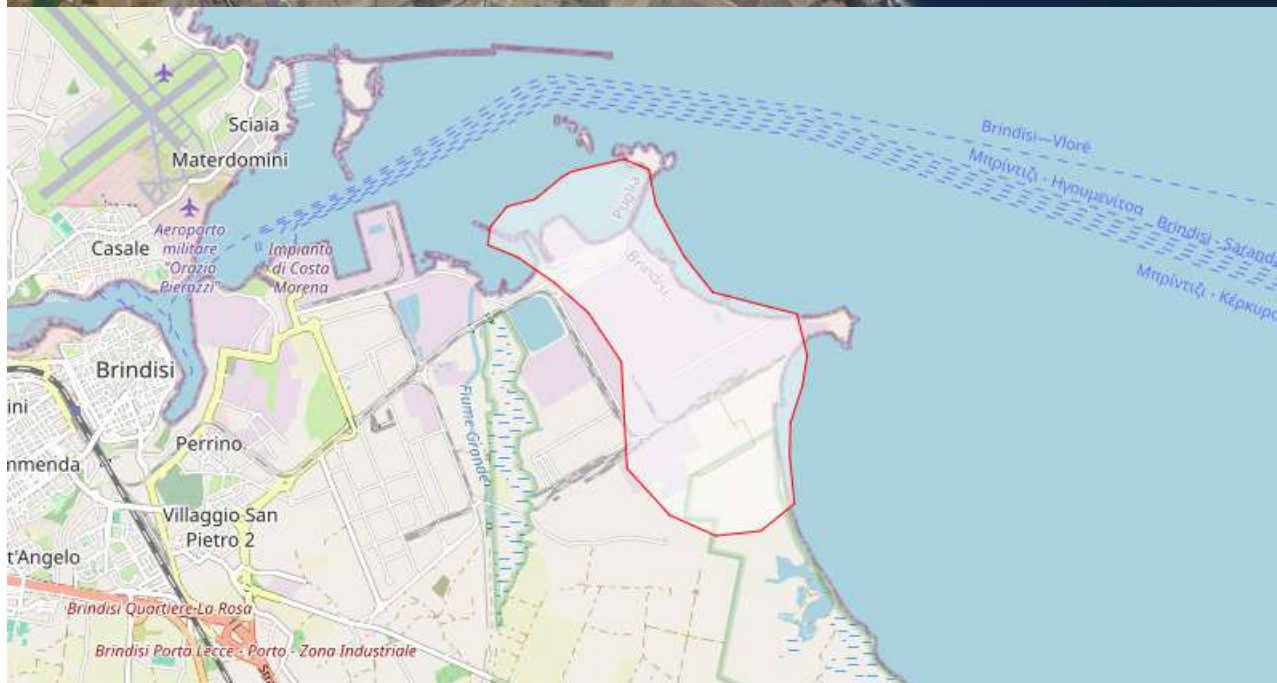 Sciaia
Materdomini
Casale
Aeroporto
militare
"Orazio
Pierozzi"
Impianto
di Costa
Morena
Puglia
Brindisi
Brindisi—Vlorë
Μπρίντιζι - Ηγουμενίτσα
Brindisi - Saranda
Μπρίντιζι - Κέρκυρα
Brindisi
ini
mmenda
Perrino
Fiume Grande
Villaggio San
Pietro 2
t'Angelo
Brindisi Quartiere La Rosa
Brindisi Porta Lecce - Porto - Zona Industriale